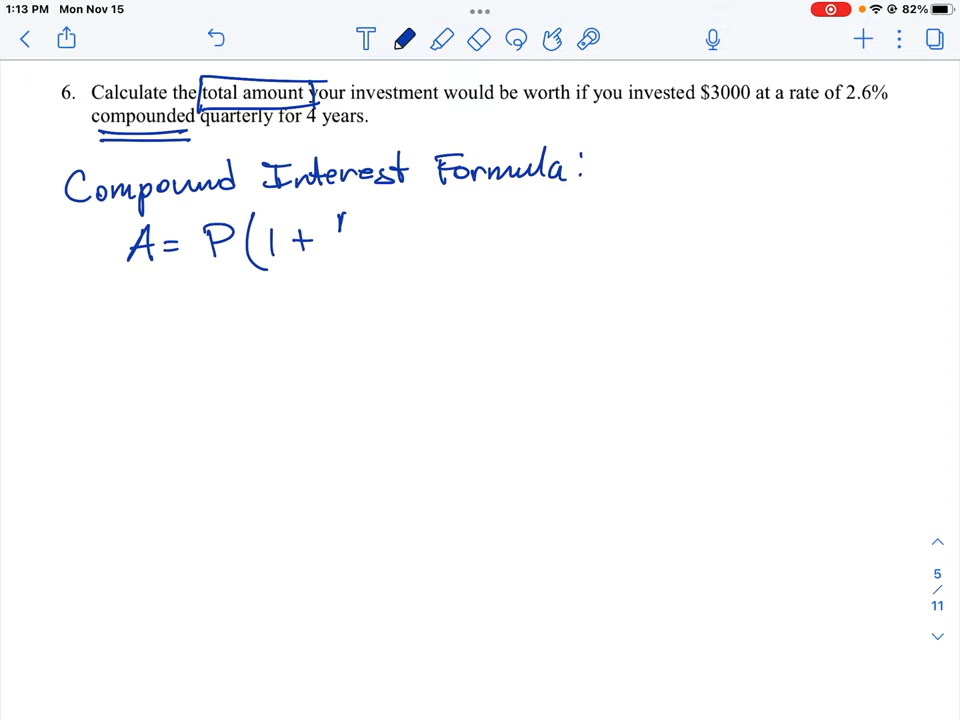 1:13 PM Mon Nov 15 82%
T
6. Calculate the total amount your investment would be worth if you invested $3000 at a rate of 2.6%
compounded quarterly for 4 years.
Compound Interest Formula:
A = P(1 + r
5
/
11